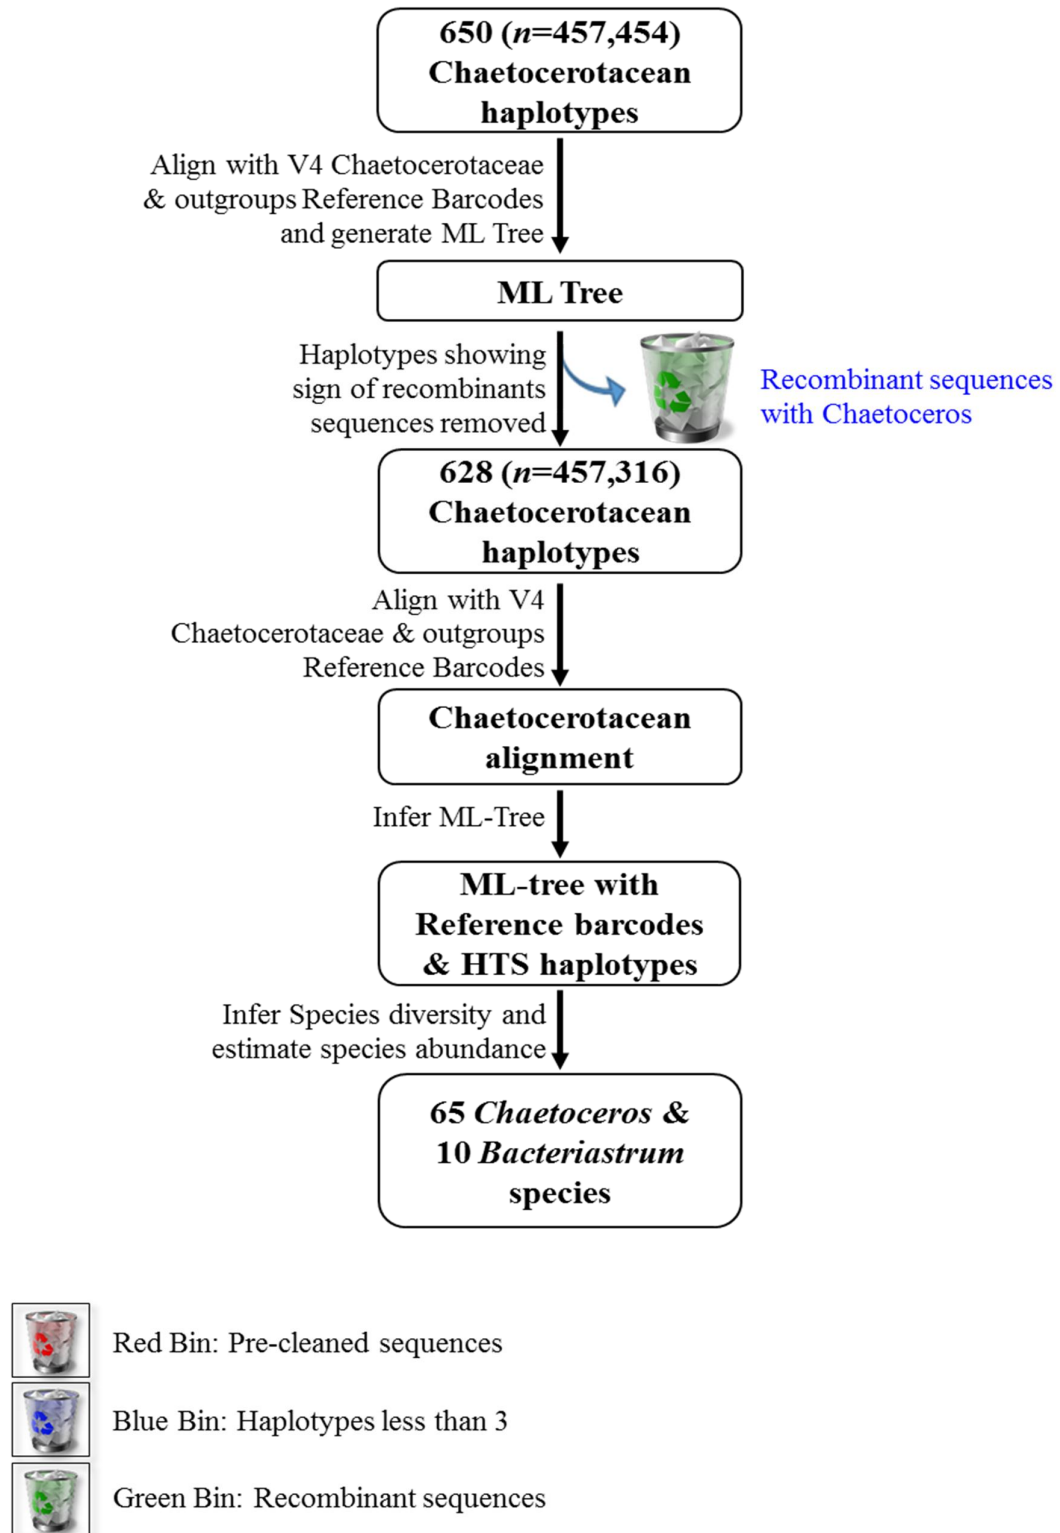 650 (n=457,454)
Chaetocerotacean
haplotypes
Align with V4 Chaetocerotaceae
& outgroups Reference Barcodes
and generate ML Tree
ML Tree
Haplotypes showing
sign of recombinants
sequences removed
Recombinant sequences
with Chaetoceros
628 (n=457,316)
Chaetocerotacean
haplotypes
Align with V4
Chaetocerotaceae & outgroups
Reference Barcodes
Chaetocerotacean
alignment
Infer ML-Tree
ML-tree with
Reference barcodes
& HTS haplotypes
Infer Species diversity and
estimate species abundance
65 Chaetoceros &
10 Bacteriastrum
species
Red Bin: Pre-cleaned sequences
Blue Bin: Haplotypes less than 3
Green Bin: Recombinant sequences